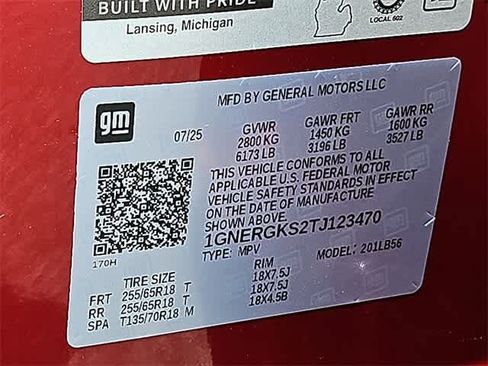 BUILT WITH PRIDE
Lansing, Michigan
LOCAL 602
gm
MFD BY GENERAL MOTORS LLC
07/25
GVWR
2800 KG
6173 LB
GAWR FRT
1450 KG
3196 LB
GAWR RR
1600 KG
3527 LB
THIS VEHICLE CONFORMS TO ALL
APPLICABLE U.S. FEDERAL MOTOR
VEHICLE SAFETY STANDARDS IN EFFECT
ON THE DATE OF MANUFACTURE
SHOWN ABOVE.
1GNERGKS2TJ123470
TYPE: MPV MODEL: 201LB56
170H
TIRE SIZE RIM
FRT 255/65R18 T 18X7.5J
RR 255/65R18 T 18X7.5J
SPA T135/70R18 M 18X4.5B